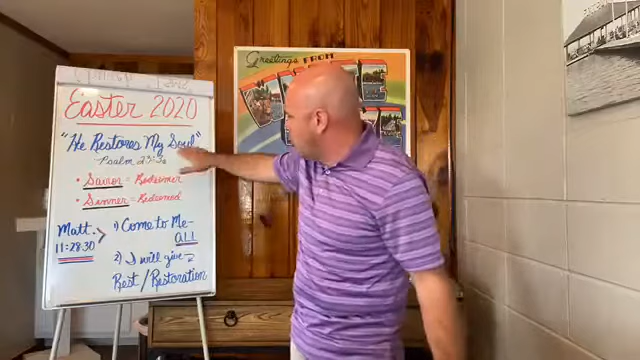 Easter 2020
"He Restores My Soul"
Psalm 23:3a
• Savior = Redeemer
• Sinner = Redeemed
Matt. >
11:28-30
1) Come to Me-
ALL
2) I will give
Rest/Restoration
Greetings FROM